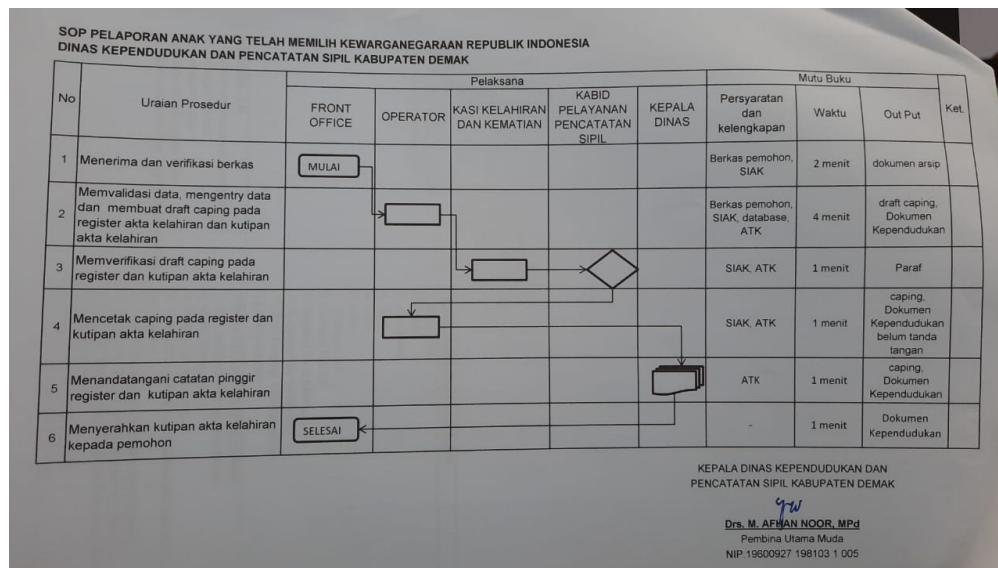 SOP PELAPORAN ANAK YANG TELAH MEMILIH KEWARGANEGARAAN REPUBLIK INDONESIA
DINAS KEPENDUDUKAN DAN PENCATATAN SIPIL KABUPATEN DEMAK
No
Uraian Prosedur
Pelaksana
FRONT
OFFICE
OPERATOR
KASI KELAHIRAN
DAN KEMATIAN
KABID
PELAYANAN
PENCATATAN
SIPIL
KEPALA
DINAS
Mutu Buku
Persyaratan
dan
kelengkapan
Waktu
Out Put
Ket.
1
Menerima dan verifikasi berkas
MULAI
Berkas pemohon,
SIAK
2 menit
dokumen arsip
2
Memvalidasi data, mengentry data
dan membuat draft caping pada
register akta kelahiran dan kutipan
akta kelahiran
Berkas pemohon,
SIAK, database,
ATK
4 menit
draft caping,
Dokumen
Kependudukan
3
Memverifikasi draft caping pada
register dan kutipan akta kelahiran
SIAK, ATK
1 menit
Paraf
4
Mencetak caping pada register dan
kutipan akta kelahiran
SIAK, ATK
1 menit
caping,
Dokumen
Kependudukan
belum tanda
tangan
5
Menandatangani catatan pinggir
register dan kutipan akta kelahiran
ATK
1 menit
caping,
Dokumen
Kependudukan
6
Menyerahkan kutipan akta kelahiran
kepada pemohon
SELESAI
-
1 menit
Dokumen
Kependudukan
KEPALA DINAS KEPENDUDUKAN DAN
PENCATATAN SIPIL KABUPATEN DEMAK
Drs. M. AFHAN NOOR, MPd
Pembina Utama Muda
NIP.19600927 198103 1 005